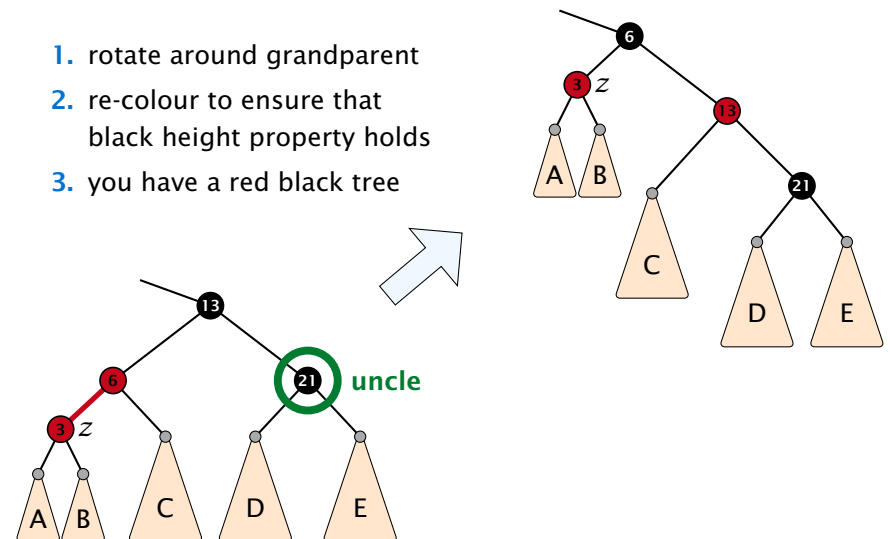 1. rotate around grandparent
2. re-colour to ensure that
black height property holds
3. you have a red black tree
6
3 z
13
A B
21
C
D E
13
6
21 uncle
3 z
A B C D E